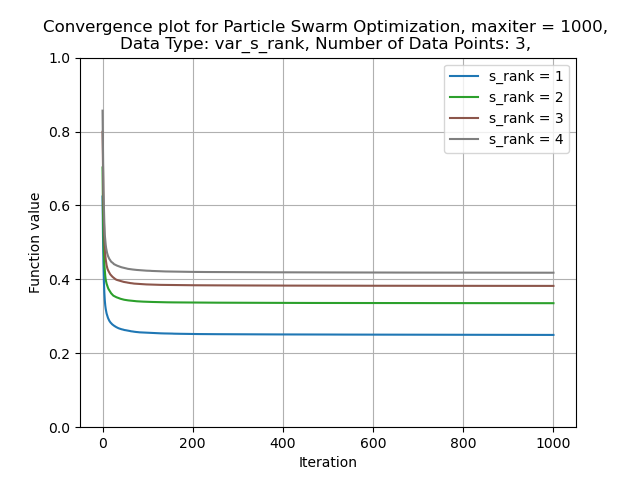 Convergence plot for Particle Swarm Optimization, maxiter = 1000,
Data Type: var_s_rank, Number of Data Points: 3,
s_rank = 1
s_rank = 2
s_rank = 3
s_rank = 4
Function value
1.0
0.8
0.6
0.4
0.2
0.0
0 200 400 600 800 1000
Iteration